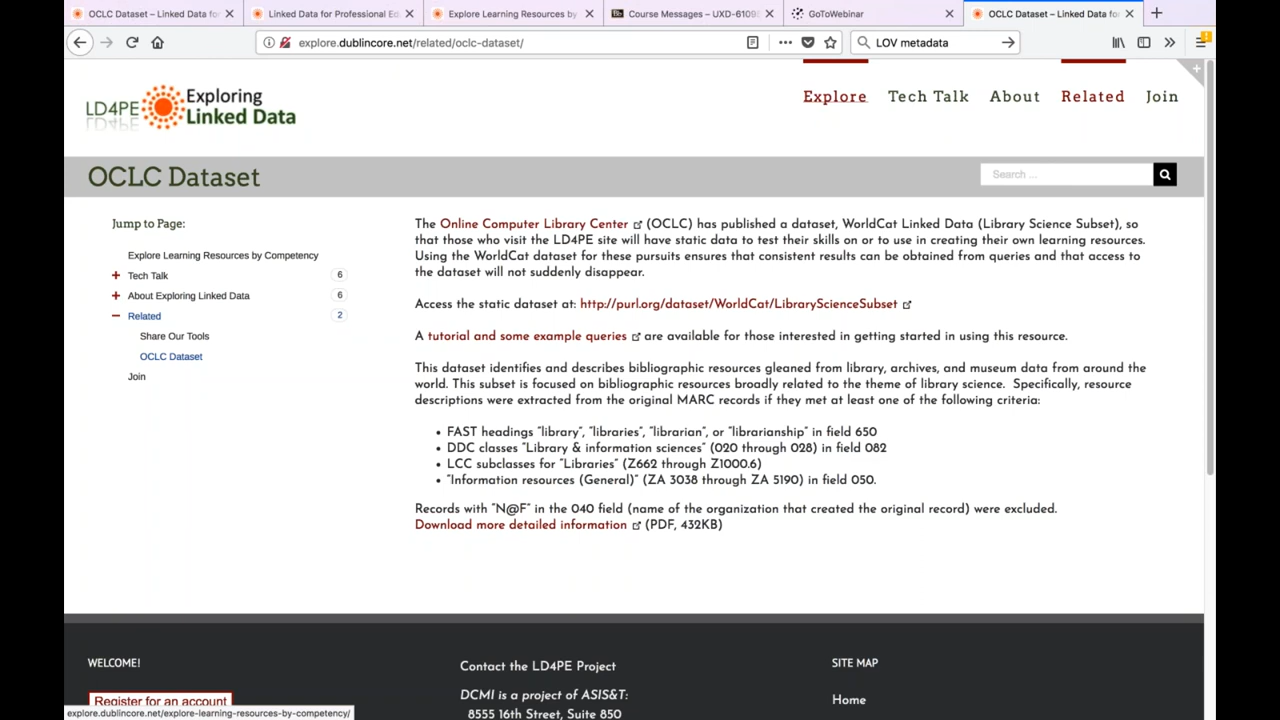 OCLC Dataset – Linked Data for
Linked Data for Professional Ed
Explore Learning Resources by
Course Messages – UXD-6109
GoToWebinar
OCLC Dataset – Linked Data for
explore.dublincore.net/related/oclc-dataset/
LOV metadata
LD4PE
Exploring
Linked Data
Explore
Tech Talk
About
Related
Join
OCLC Dataset
Search ...
Jump to Page:
Explore Learning Resources by Competency
Tech Talk 6
About Exploring Linked Data 6
Related 2
Share Our Tools
OCLC Dataset
Join
The Online Computer Library Center (OCLC) has published a dataset, WorldCat Linked Data (Library Science Subset), so
that those who visit the LD4PE site will have static data to test their skills on or to use in creating their own learning resources.
Using the WorldCat dataset for these pursuits ensures that consistent results can be obtained from queries and that access to
the dataset will not suddenly disappear.
Access the static dataset at: http://purl.org/dataset/WorldCat/LibraryScienceSubset
A tutorial and some example queries are available for those interested in getting started in using this resource.
This dataset identifies and describes bibliographic resources gleaned from library, archives, and museum data from around the
world. This subset is focused on bibliographic resources broadly related to the theme of library science. Specifically, resource
descriptions were extracted from the original MARC records if they met at least one of the following criteria:
• FAST headings “library”, “libraries”, “librarian”, or “librarianship” in field 650
• DDC classes “Library & information sciences” (020 through 028) in field 082
• LCC subclasses for “Libraries” (Z662 through Z1000.6)
• “Information resources (General)” (ZA 3038 through ZA 5190) in field 050.
Records with “N@F” in the 040 field (name of the organization that created the original record) were excluded.
Download more detailed information (PDF, 432KB)
WELCOME!
Register for an account
Contact the LD4PE Project
DCMI is a project of ASIS&T:
8555 16th Street, Suite 850
SITE MAP
Home
explore.dublincore.net/explore-learning-resources-by-competency/